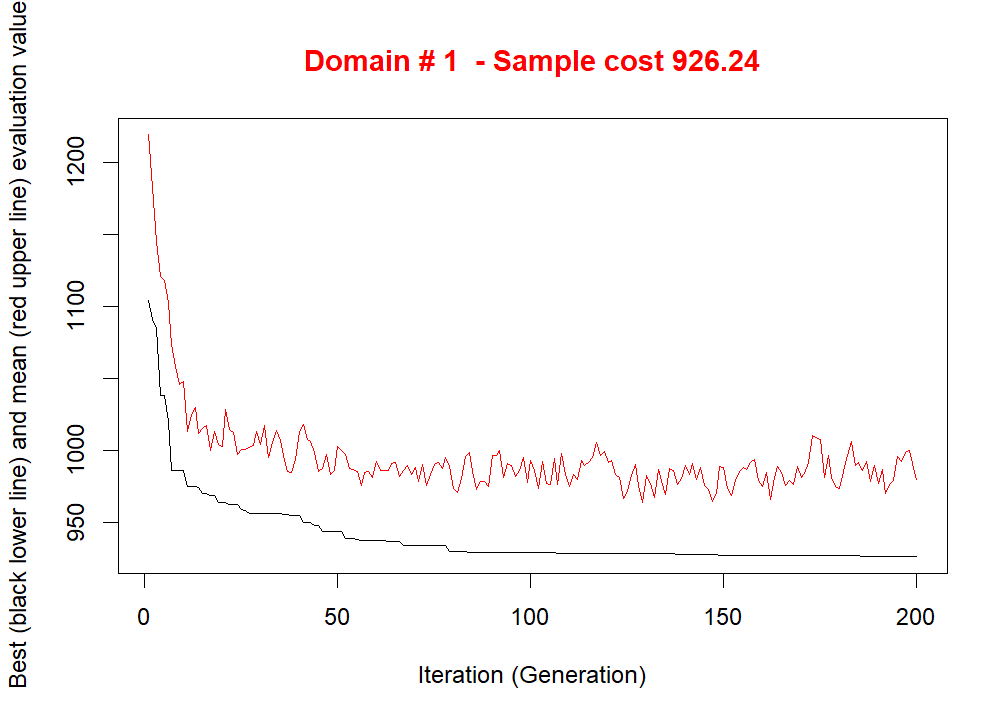 Domain # 1 - Sample cost 926.24
Best (black lower line) and mean (red upper line) evaluation value
1200
1100
1000
950
0 50 100 150 200
Iteration (Generation)